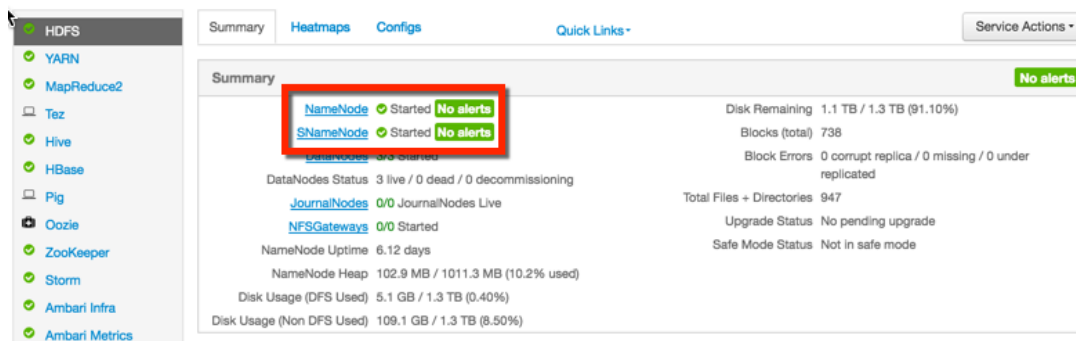 HDFS
YARN
MapReduce2
Tez
Hive
HBase
Pig
Oozie
ZooKeeper
Storm
Ambari Infra
Ambari Metrics
Summary Heatmaps Configs Quick Links Service Actions
Summary No alerts
NameNode Started No alerts
SNameNode Started No alerts
DataNodes 3/3 Started
DataNodes Status 3 live / 0 dead / 0 decommissioning
JournalNodes 0/0 JournalNodes Live
NFSGateways 0/0 Started
NameNode Uptime 6.12 days
NameNode Heap 102.9 MB / 1011.3 MB (10.2% used)
Disk Usage (DFS Used) 5.1 GB / 1.3 TB (0.40%)
Disk Usage (Non DFS Used) 109.1 GB / 1.3 TB (8.50%)
Disk Remaining 1.1 TB / 1.3 TB (91.10%)
Blocks (total) 738
Block Errors 0 corrupt replica / 0 missing / 0 under
replicated
Total Files + Directories 947
Upgrade Status No pending upgrade
Safe Mode Status Not in safe mode